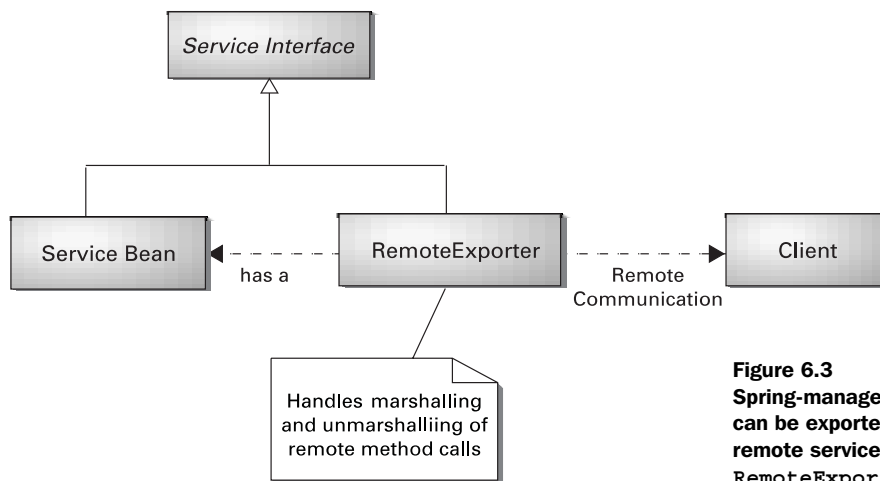 Service Interface
Service Bean
has a
RemoteExporter
Remote
Communication
Client
Handles marshalling
and unmarshalliing of
remote method calls
Figure 6.3
Spring-manage
can be exporte
remote service
RemoteExpor